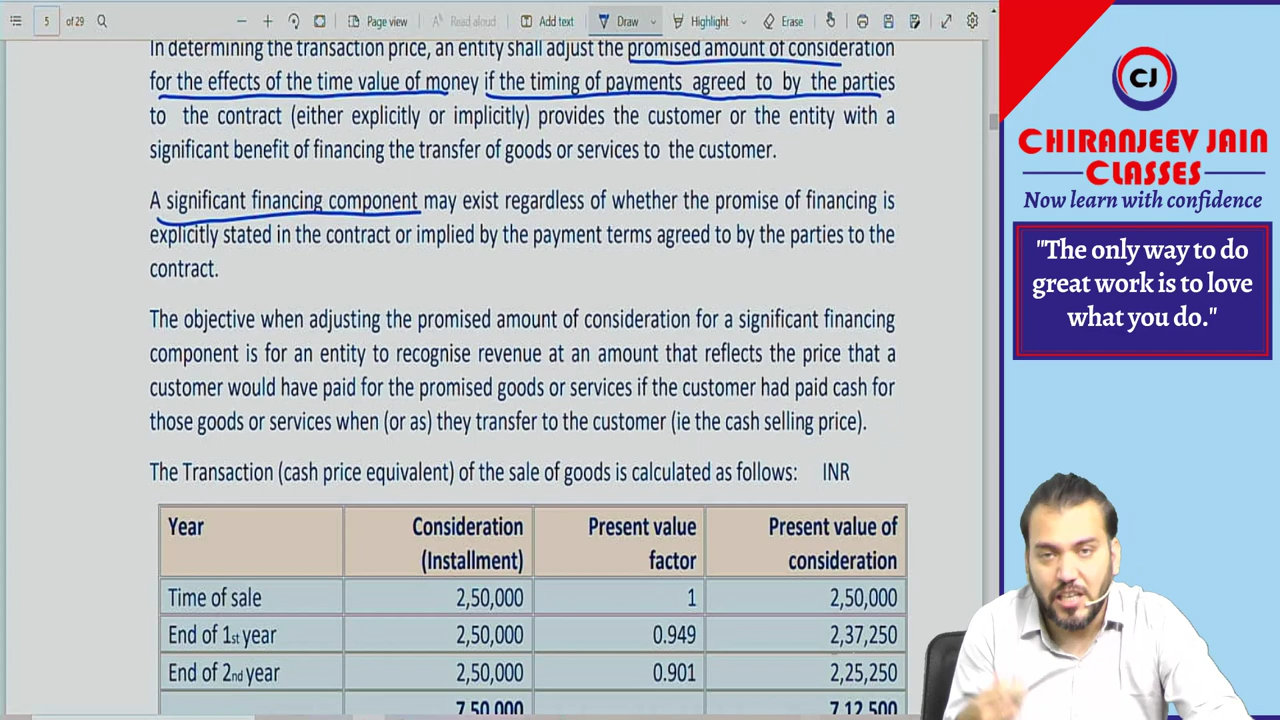 5 of 29
Page view
Read aloud
Add text
Draw
Highlight
Erase
In determining the transaction price, an entity shall adjust the promised amount of consideration
for the effects of the time value of money if the timing of payments agreed to by the parties
to the contract (either explicitly or implicitly) provides the customer or the entity with a
significant benefit of financing the transfer of goods or services to the customer.
A significant financing component may exist regardless of whether the promise of financing is
explicitly stated in the contract or implied by the payment terms agreed to by the parties to the
contract.
The objective when adjusting the promised amount of consideration for a significant financing
component is for an entity to recognise revenue at an amount that reflects the price that a
customer would have paid for the promised goods or services if the customer had paid cash for
those goods or services when (or as) they transfer to the customer (ie the cash selling price).
The Transaction (cash price equivalent) of the sale of goods is calculated as follows: INR
Year Consideration (Installment) Present value factor Present value of consideration
Time of sale 2,50,000 1 2,50,000
End of 1st year 2,50,000 0.949 2,37,250
End of 2nd year 2,50,000 0.901 2,25,250
7,50,000 7,12,500
CJ
CHIRANJEEV JAIN
CLASSES
Now learn with confidence
"The only way to do
great work is to love
what you do."